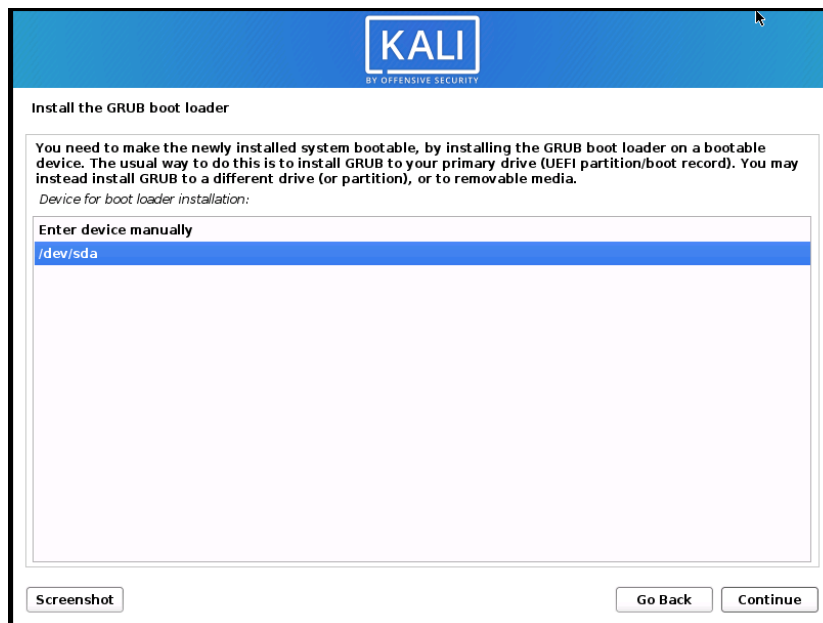 KALI
BY OFFENSIVE SECURITY
Install the GRUB boot loader
You need to make the newly installed system bootable, by installing the GRUB boot loader on a bootable
device. The usual way to do this is to install GRUB to your primary drive (UEFI partition/boot record). You may
instead install GRUB to a different drive (or partition), or to removable media.
Device for boot loader installation:
Enter device manually
/dev/sda
Screenshot
Go Back
Continue